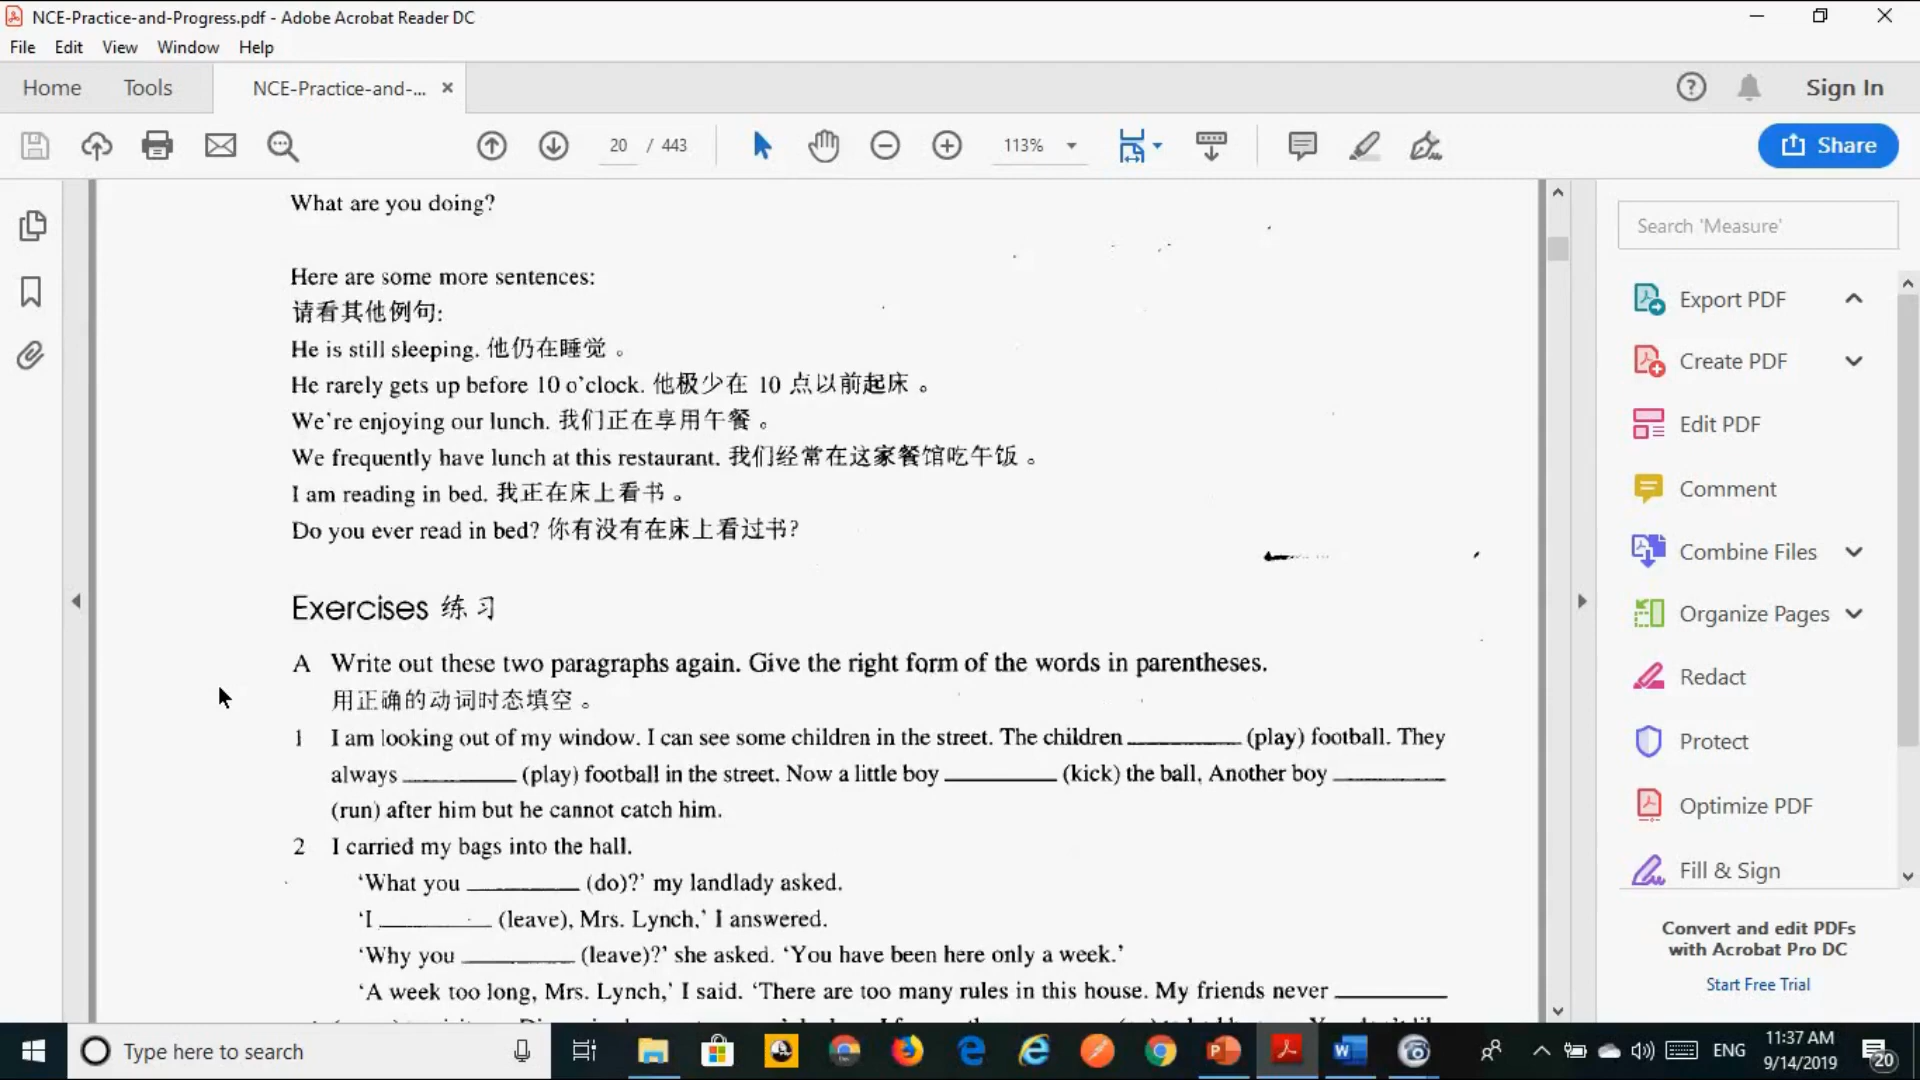 NCE-Practice-and-Progress.pdf - Adobe Acrobat Reader DC
File Edit View Window Help
Home Tools NCE-Practice-and-... × Sign In
20 / 443 113% Share
What are you doing?
Here are some more sentences:
请看其他例句:
He is still sleeping. 他仍在睡觉。
He rarely gets up before 10 o'clock. 他极少在 10 点以前起床。
We're enjoying our lunch. 我们正在享用午餐。
We frequently have lunch at this restaurant. 我们经常在这家餐馆吃午饭。
I am reading in bed. 我正在床上看书。
Do you ever read in bed? 你有没有在床上看过书?
Exercises 练习
A Write out these two paragraphs again. Give the right form of the words in parentheses.
用正确的动词时态填空。
1 I am looking out of my window. I can see some children in the street. The children ________ (play) football. They
always ________ (play) football in the street. Now a little boy ________ (kick) the ball, Another boy ________
(run) after him but he cannot catch him.
2 I carried my bags into the hall.
'What you ________ (do)?' my landlady asked.
'I ________ (leave), Mrs. Lynch,' I answered.
'Why you ________ (leave)?' she asked. 'You have been here only a week.'
'A week too long, Mrs. Lynch,' I said. 'There are too many rules in this house. My friends never ________
Search 'Measure'
Export PDF
Create PDF
Edit PDF
Comment
Combine Files
Organize Pages
Redact
Protect
Optimize PDF
Fill & Sign
Convert and edit PDFs
with Acrobat Pro DC
Start Free Trial
Type here to search
ENG
11:37 AM
9/14/2019
20